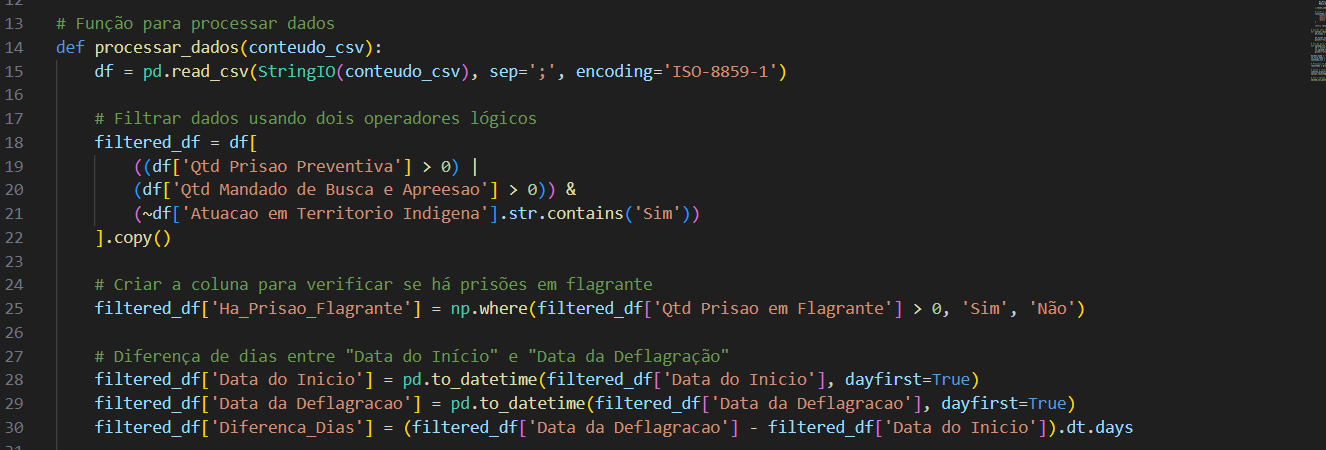 12
13 # Função para processar dados
14 def processar_dados(conteudo_csv):
15     df = pd.read_csv(StringIO(conteudo_csv), sep=';', encoding='ISO-8859-1')
16
17     # Filtrar dados usando dois operadores lógicos
18     filtered_df = df[
19         ((df['Qtd Prisao Preventiva'] > 0) |
20         (df['Qtd Mandado de Busca e Apreesao'] > 0)) &
21         (~df['Atuacao em Territorio Indigena'].str.contains('Sim'))
22     ].copy()
23
24     # Criar a coluna para verificar se há prisões em flagrante
25     filtered_df['Ha_Prisao_Flagrante'] = np.where(filtered_df['Qtd Prisao em Flagrante'] > 0, 'Sim', 'Não')
26
27     # Diferença de dias entre "Data do Início" e "Data da Deflagração"
28     filtered_df['Data do Inicio'] = pd.to_datetime(filtered_df['Data do Inicio'], dayfirst=True)
29     filtered_df['Data da Deflagracao'] = pd.to_datetime(filtered_df['Data da Deflagracao'], dayfirst=True)
30     filtered_df['Diferenca_Dias'] = (filtered_df['Data da Deflagracao'] - filtered_df['Data do Inicio']).dt.days